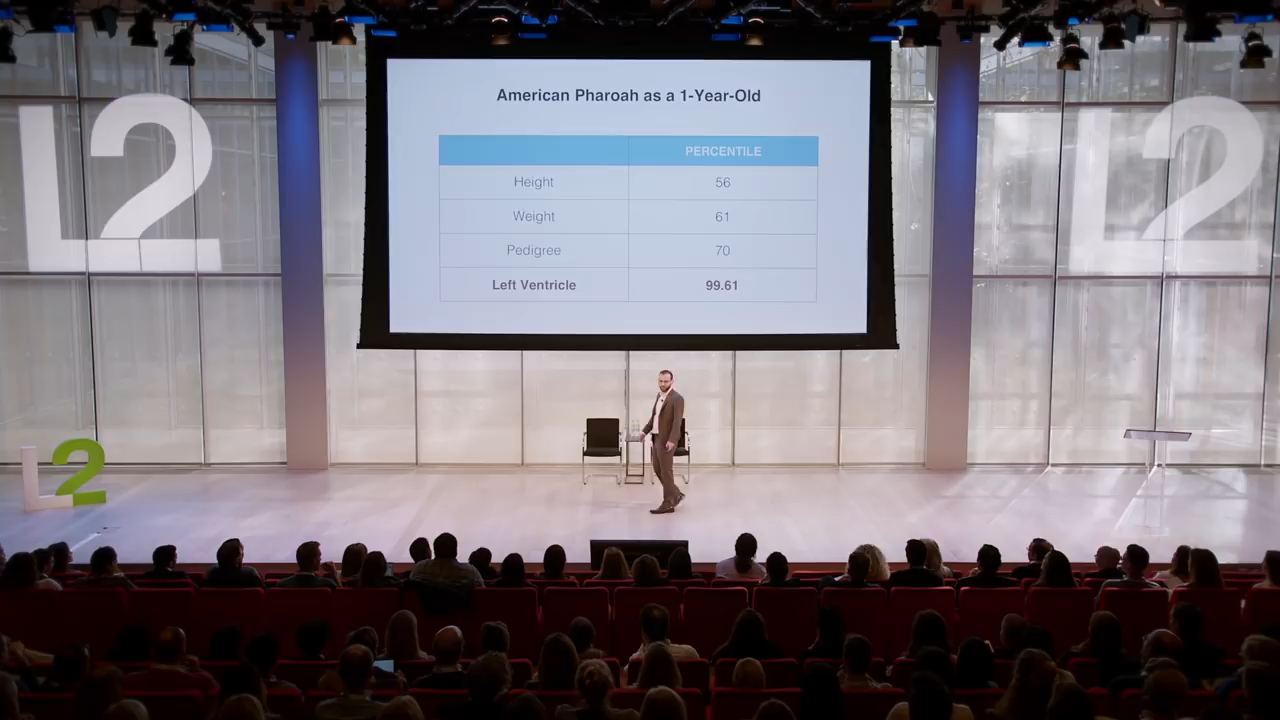 American Pharoah as a 1-Year-Old
PERCENTILE
Height 56
Weight 61
Pedigree 70
Left Ventricle 99.61
L2
L2
L2